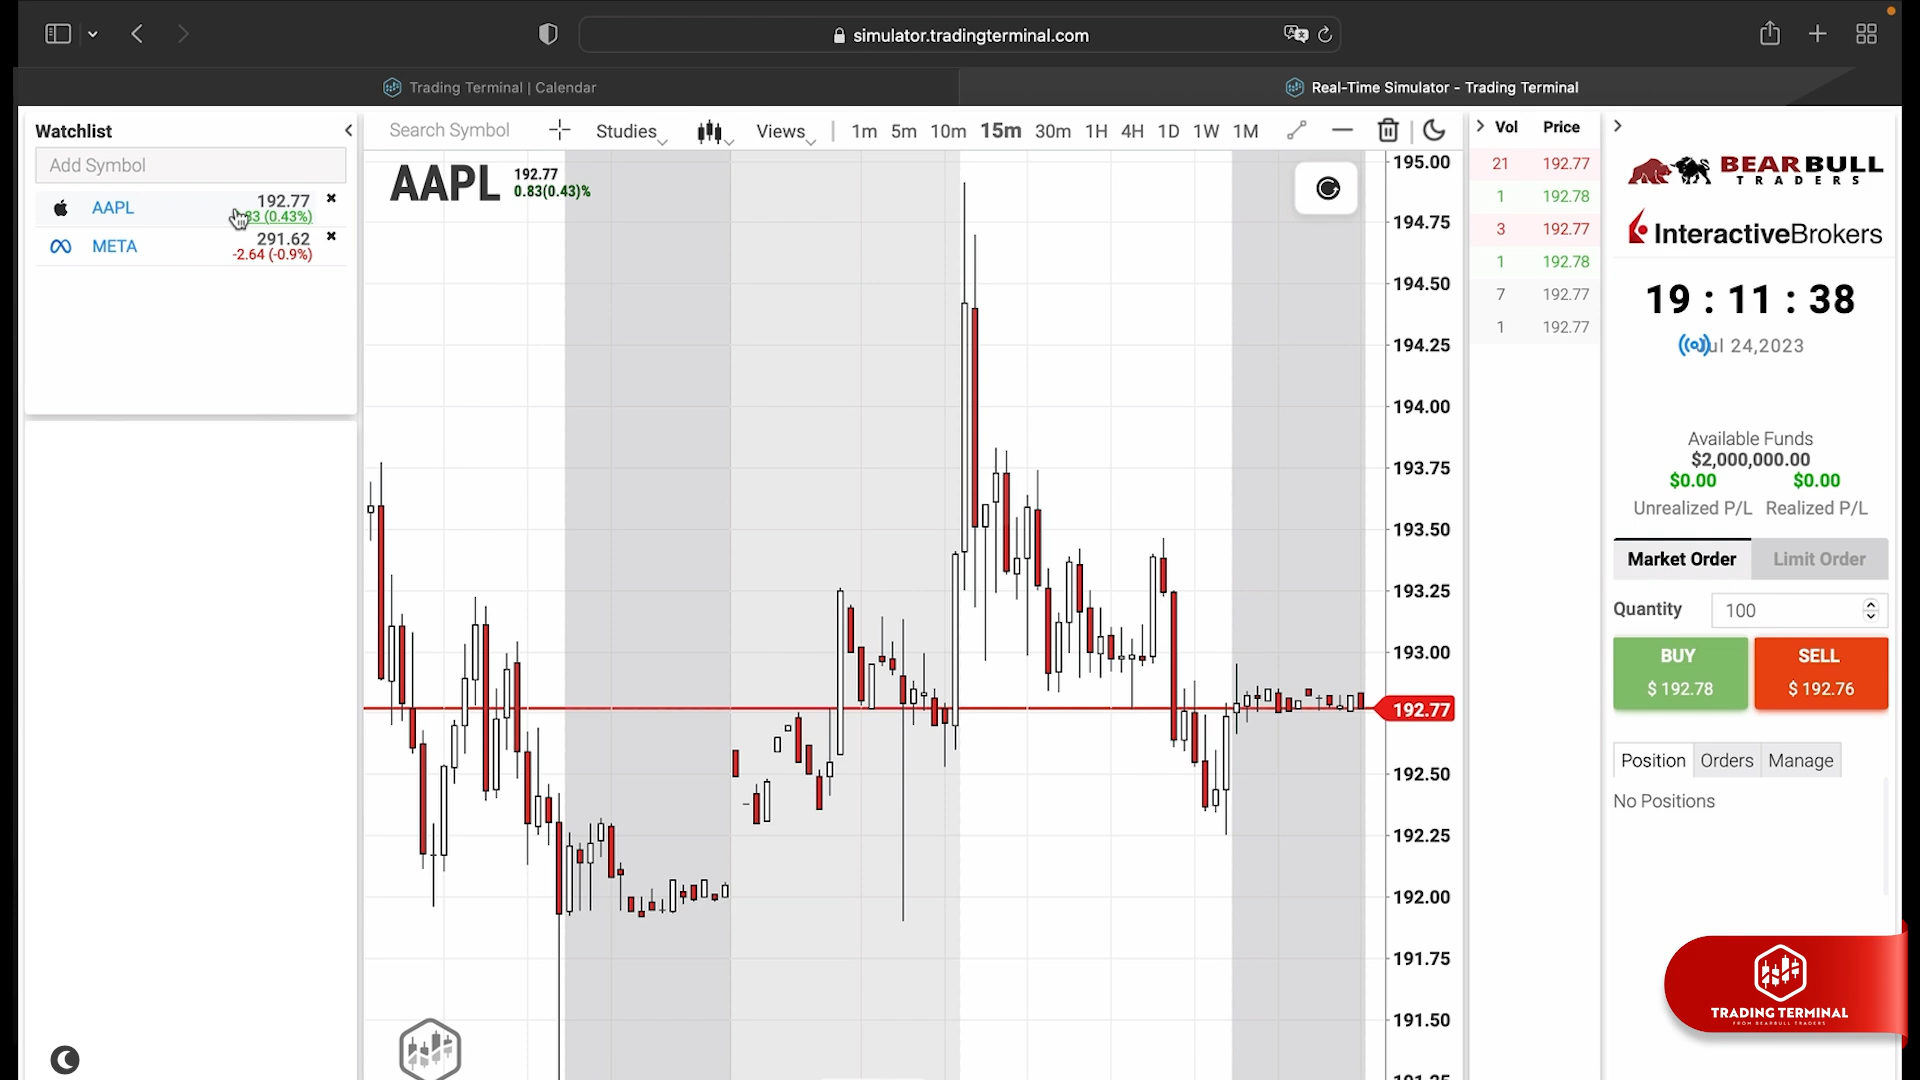 simulator.tradingterminal.com
Trading Terminal | Calendar
Real-Time Simulator - Trading Terminal
Watchlist
Add Symbol
AAPL 192.77
83 (0.43%)
META 291.62
-2.64 (-0.9%)
Search Symbol Studies Views 1m 5m 10m 15m 30m 1H 4H 1D 1W 1M
AAPL 192.77
0.83(0.43)%
195.00
194.75
194.50
194.25
194.00
193.75
193.50
193.25
193.00
192.77
192.50
192.25
192.00
191.75
191.50
191.25
Vol Price
21 192.77
1 192.78
3 192.77
1 192.78
7 192.77
1 192.77
BEARBULL
TRADERS
InteractiveBrokers
19 : 11 : 38
ul 24,2023
Available Funds
$2,000,000.00
$0.00 $0.00
Unrealized P/L Realized P/L
Market Order Limit Order
Quantity 100
BUY SELL
$ 192.78 $ 192.76
Position Orders Manage
No Positions
TRADING TERMINAL
FROM BEARBULL TRADERS